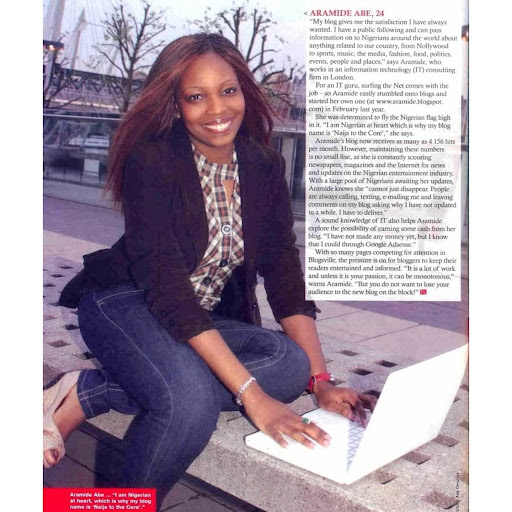 < ARAMIDE ABE, 24
"My blog gives me the satisfaction I have always
wanted. I have a public following and can pass
information on to Nigerians around the world about
anything related to our country, from Nollywood
to sports, music, the media, fashion, food, politics,
events, people and places," says Aramide, who
works in an information technology (IT) consulting
firm in London.
For an IT guru, surfing the Net comes with the
job – so Aramide easily stumbled onto blogs and
started her own one (at www.aramide.blogspot.
com) in February last year.
She was determined to fly the Nigerian flag high
in it. "I am Nigerian at heart which is why my blog
name is 'Naija to the Core'," she says.
Aramide's blog now receives as many as 4 156 hits
per month. However, maintaining these numbers
is no small feat, as she is constantly scouring
newspapers, magazines and the Internet for news
and updates on the Nigerian entertainment industry.
With a large pool of Nigerians awaiting her updates,
Aramide knows she "cannot just disappear. People
are always calling, texting, e-mailing me and leaving
comments on my blog asking why I have not updated
in a while. I have to deliver."
A sound knowledge of IT also helps Aramide
explore the possibility of earning some cash from her
blog. "I have not made any money yet, but I know
that I could through Google Adsense."
With so many pages competing for attention in
Blogsville, the pressure is on for bloggers to keep their
readers entertained and informed. "It is a lot of work
and unless it is your passion, it can be monotonous,"
warns Aramide. "But you do not want to lose your
audience to the new blog on the block!"
Aramide Abe ... "I am Nigerian
at heart, which is why my blog
name is 'Naija to the Core'."